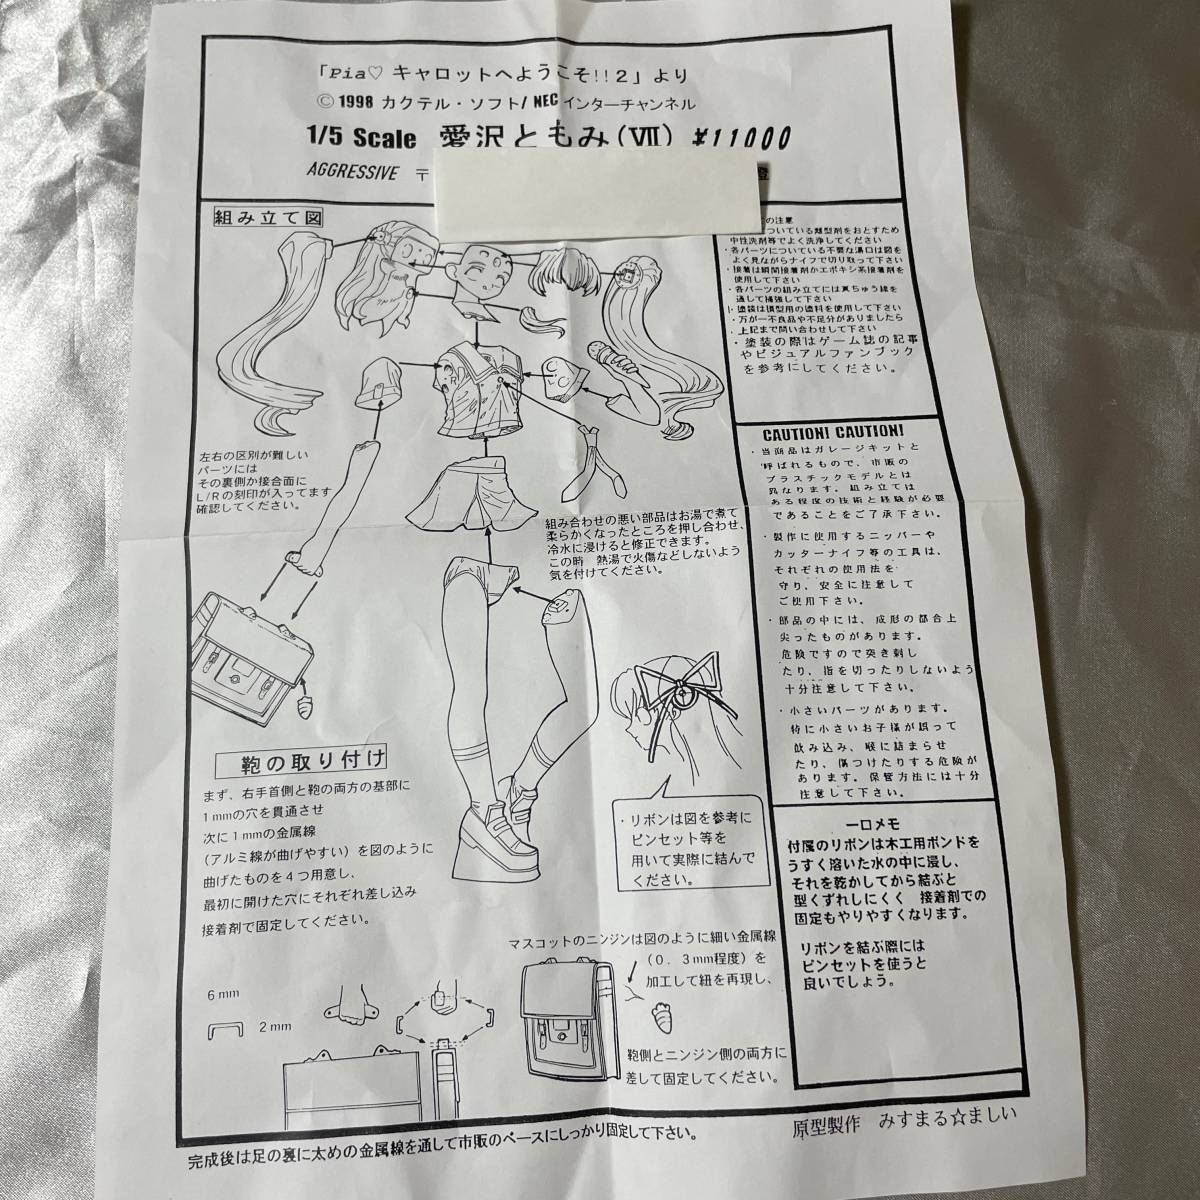 「Pia♡ キャロットへようこそ!!2」より
© 1998 カクテル・ソフト/ NEC インターチャンネル
1/5 Scale 愛沢ともみ(Ⅶ) ¥11000
AGGRESSIVE 〒
組み立て図
の注意
ついている離型剤をおとすため
中性洗剤等でよく洗浄してください
・各パーツについている不要な湯口は図を
よく見ながらナイフで切り取って下さい
・接着は瞬間接着剤かエポキシ系接着剤を
使用して下さい
・各パーツの組み立てには真ちゅう線を
通して補強して下さい
・塗装は模型用の塗料を使用して下さい
・万が一不良品や不足分がありましたら
上記まで問い合わせして下さい
・塗装の際はゲーム誌の記事
やビジュアルファンブック
を参考にしてください。
左右の区別が難しい
パーツには
その裏側か接合面に
L/Rの刻印が入ってます
確認してください。
組み合わせの悪い部品はお湯で煮て
柔らかくなったところを押し合わせ、
冷水に浸けると修正できます。
この時 熱湯で火傷などしないよう
気を付けてください。
CAUTION! CAUTION!
・当商品はガレージキットと
呼ばれるもので、市販の
プラスチックモデルとは
異なります。組み立ては
ある程度の技術と経験が必要
であることをご了承下さい。
・製作に使用するニッパーや
カッターナイフ等の工具は、
それぞれの使用法を
守り、安全に注意して
ご使用下さい。
・部品の中には、成形の都合上
尖ったものがあります。
危険ですので突き刺し
たり、指を切ったりしないよう
十分注意して下さい。
・小さいパーツがあります。
特に小さいお子様が誤って
飲み込み、喉に詰まらせ
たり、傷つけたりする危険が
あります。保管方法には十分
注意して下さい。
鞄の取り付け
まず、右手首側と鞄の両方の基部に
1mmの穴を貫通させ
次に1mmの金属線
(アルミ線が曲げやすい)を図のように
曲げたものを4つ用意し、
最初に開けた穴にそれぞれ差し込み
接着剤で固定してください。
・リボンは図を参考に
ピンセット等を
用いて実際に結んで
ください。
一口メモ
付属のリボンは木工用ボンドを
うすく溶いた水の中に浸し、
それを乾かしてから結ぶと
型くずれしにくく 接着剤での
固定もやりやすくなります。
リボンを結ぶ際には
ピンセットを使うと
良いでしょう。
マスコットのニンジンは図のように細い金属線
(0.3mm程度)を
加工して紐を再現し、
鞄側とニンジン側の両方に
差して固定してください。
6mm
2mm
完成後は足の裏に太めの金属線を通して市販のベースにしっかり固定して下さい。
原型製作 みすまる☆ましい